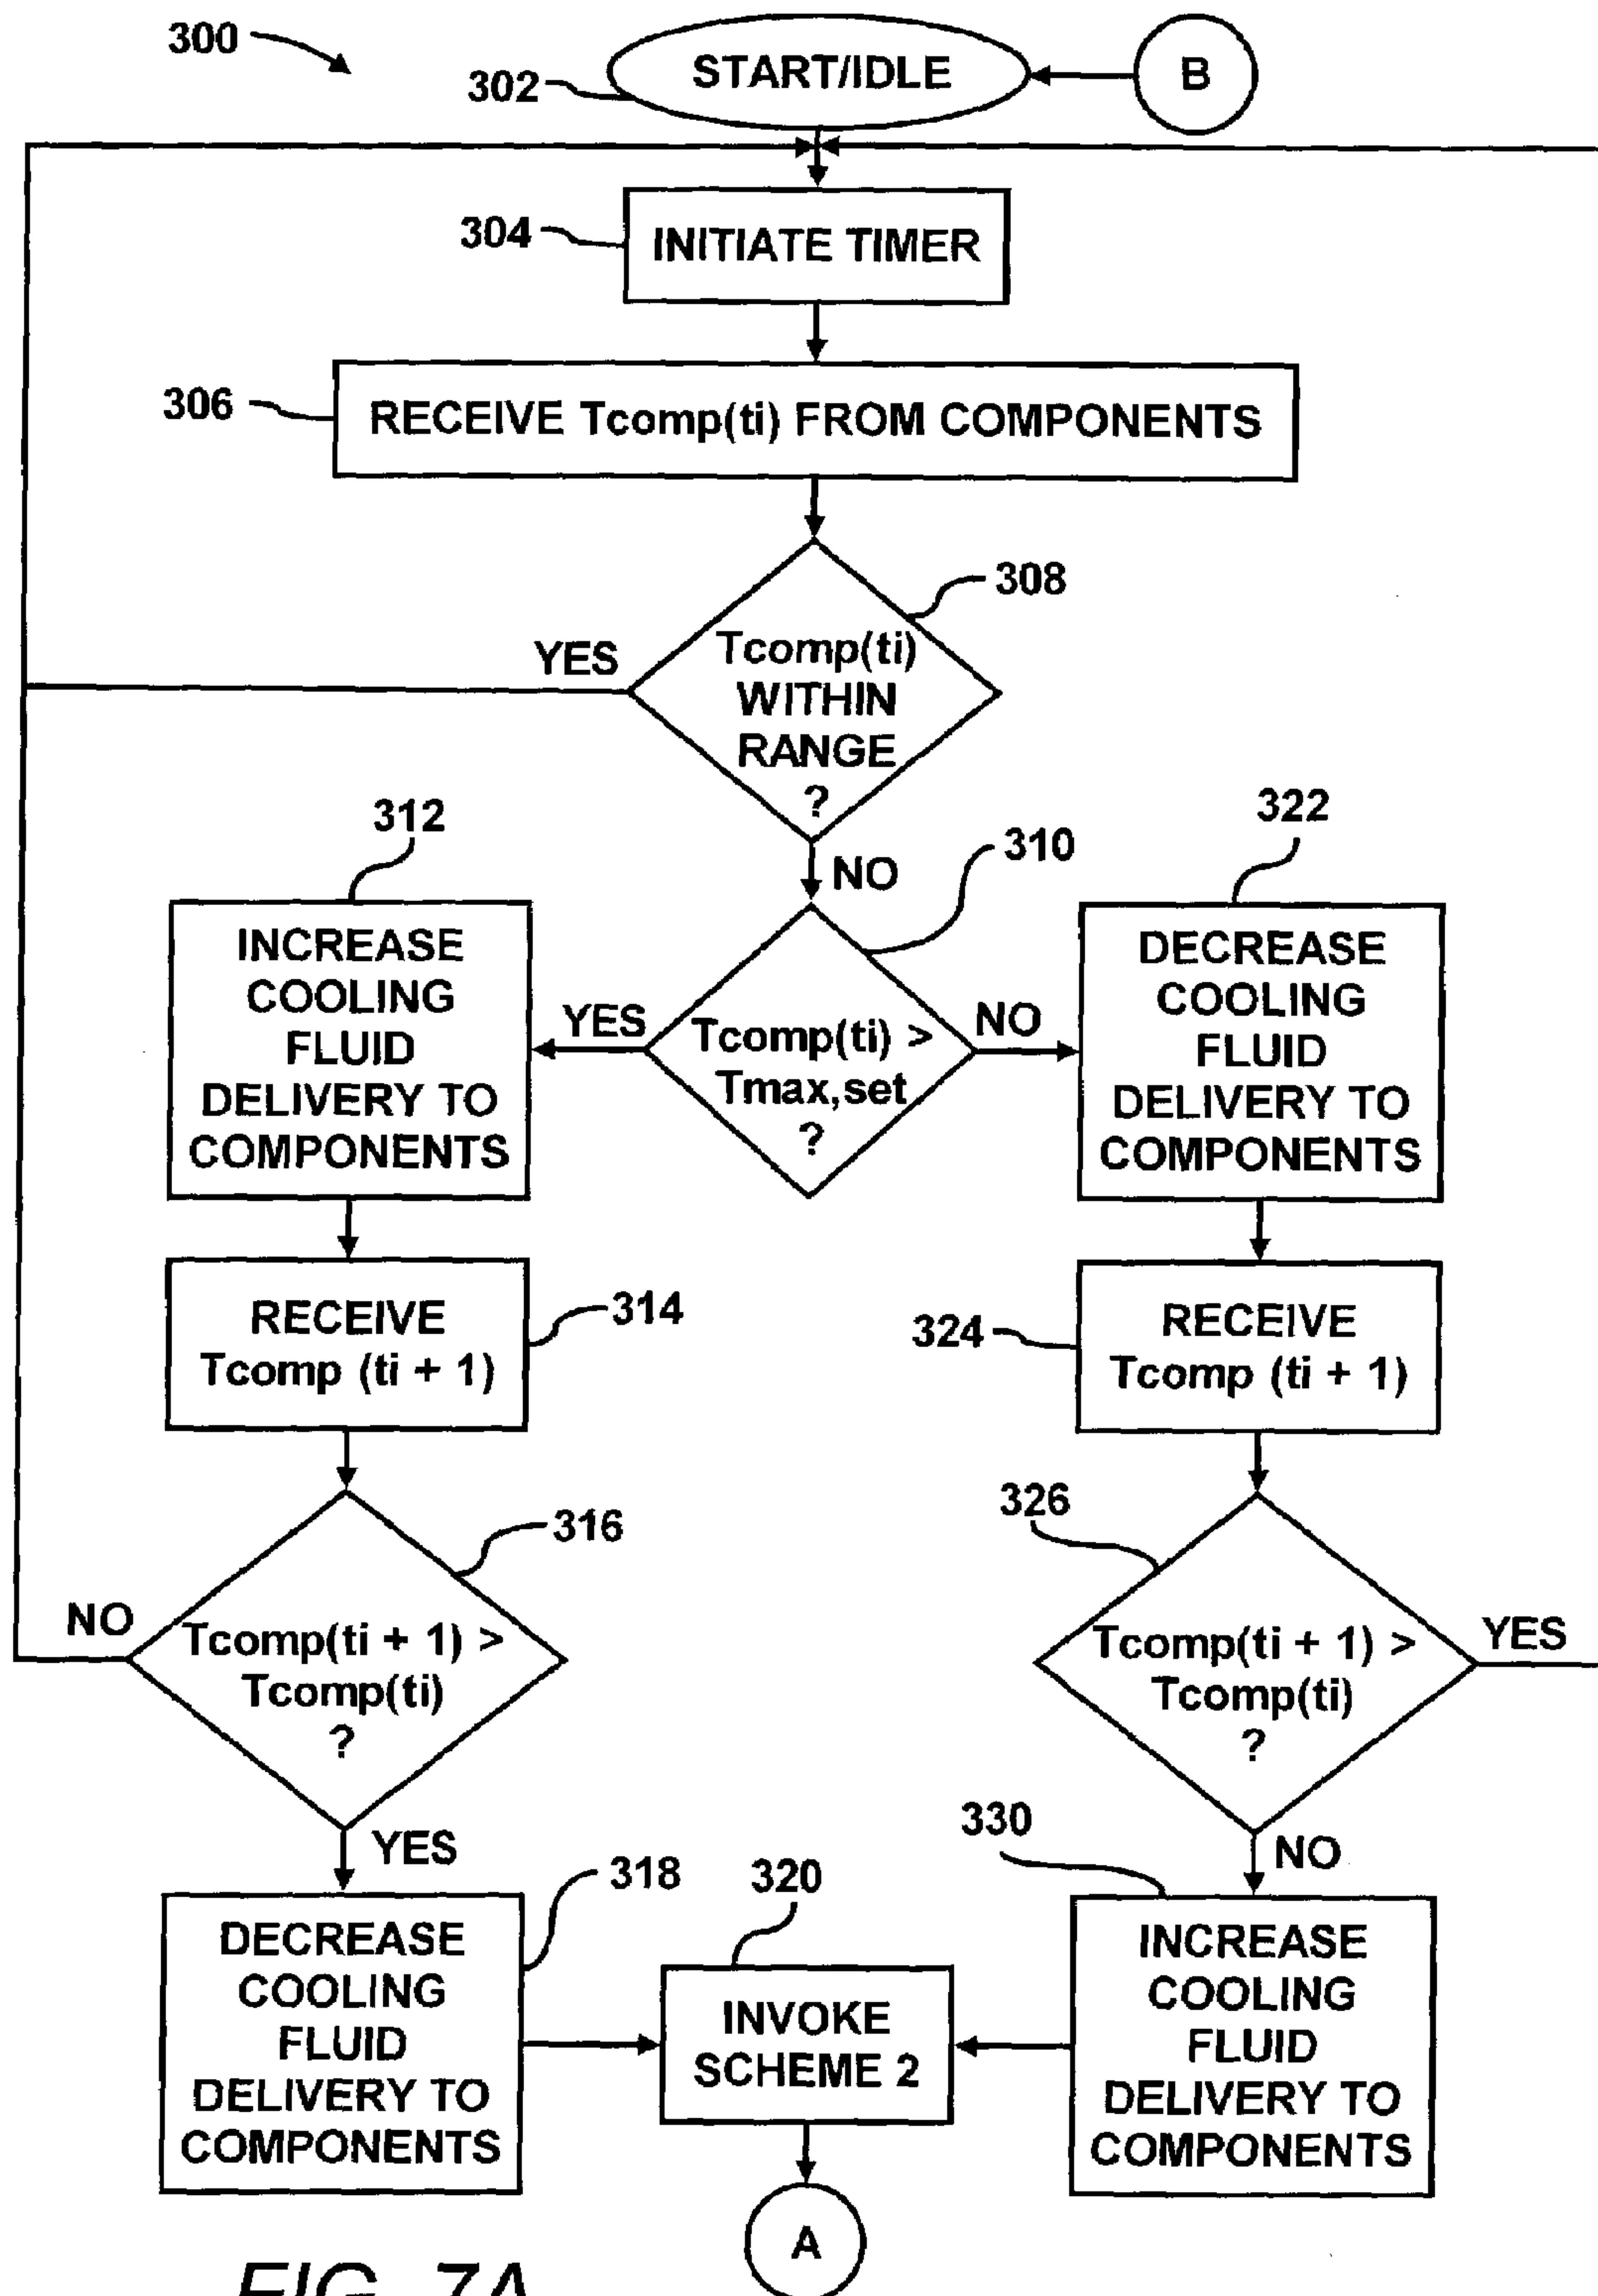 300
302
START/IDLE
B
304
INITIATE TIMER
306
RECEIVE Tcomp(ti) FROM COMPONENTS
308
YES
Tcomp(ti)
WITHIN
RANGE
?
NO
310
312
INCREASE
COOLING
FLUID
DELIVERY TO
COMPONENTS
YES
Tcomp(ti) >
Tmax,set
?
NO
322
DECREASE
COOLING
FLUID
DELIVERY TO
COMPONENTS
RECEIVE
Tcomp (ti + 1)
314
324
RECEIVE
Tcomp (ti + 1)
316
NO
Tcomp(ti + 1) >
Tcomp(ti)
?
YES
326
Tcomp(ti + 1) >
Tcomp(ti)
?
YES
NO
318
DECREASE
COOLING
FLUID
DELIVERY TO
COMPONENTS
320
INVOKE
SCHEME 2
330
INCREASE
COOLING
FLUID
DELIVERY TO
COMPONENTS
A
FIG. 7A